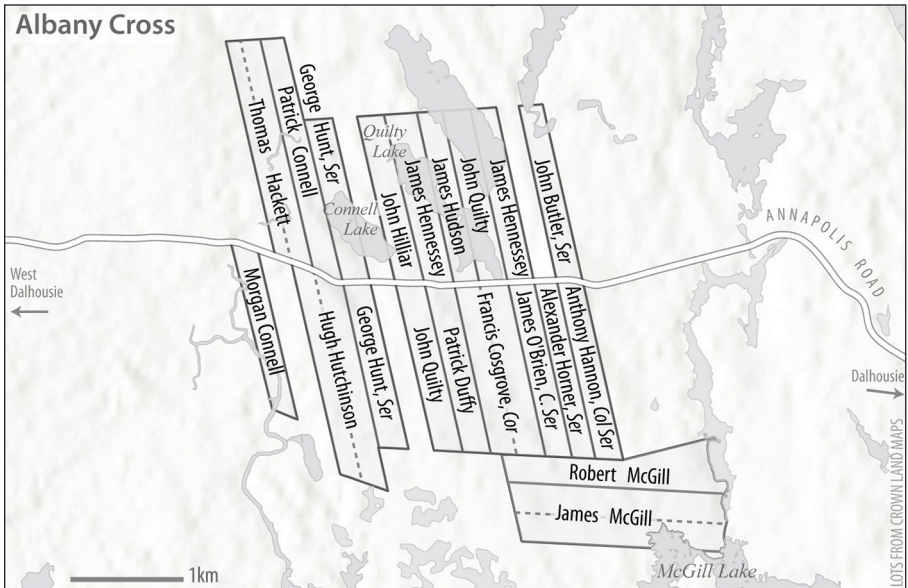 Albany Cross
George Hunt, Ser
Patrick Connell
Thomas Hackett
Quilty
Lake
Connell
Lake
John Hilliar
James Hennessey
James Hudson
John Quilty
James Hennessey
John Butler, Ser
ANNAPOLIS ROAD
West
Dalhousie
Morgan Connell
Hugh Hutchinson
George Hunt, Ser
John Quilty
Patrick Duffy
Francis Cosgrove, Cor
James O'Brien, C. Ser
Alexander Horner, Ser
Anthony Hannon, Col Ser
Dalhousie
Robert McGill
James McGill
McGill Lake
1km
LOTS FROM CROWN LAND MAPS